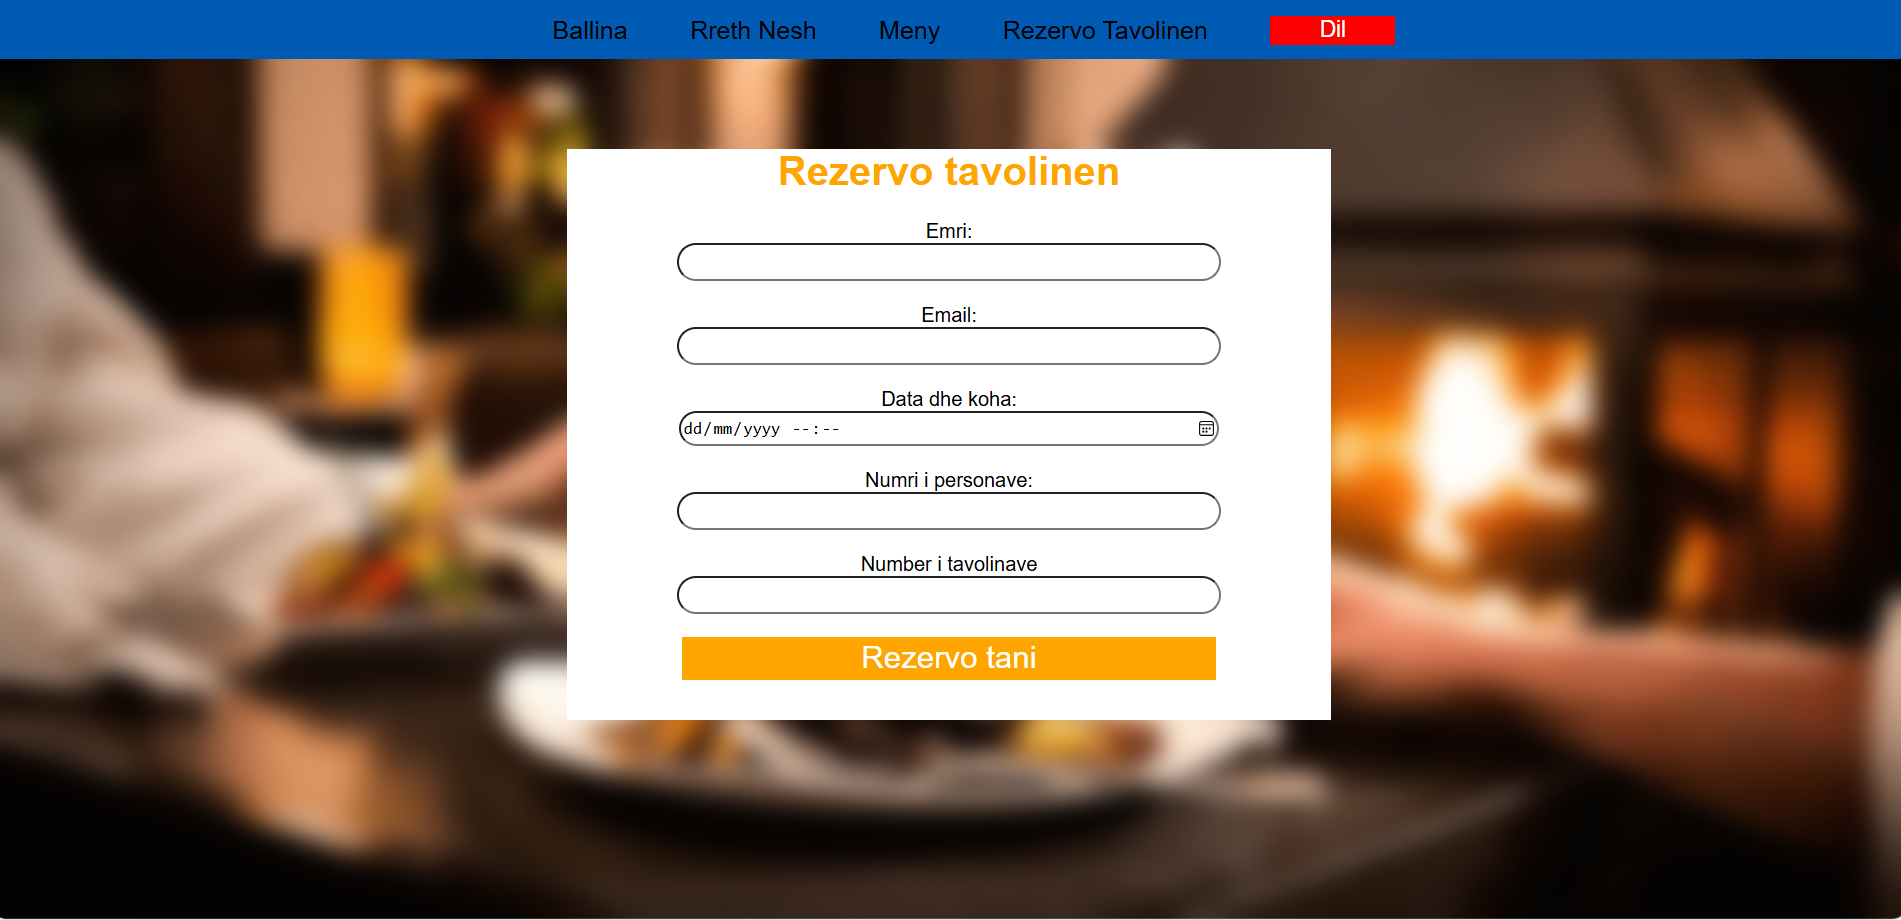 Ballina Rreth Nesh Meny Rezervo Tavolinen Dil
Rezervo tavolinen
Emri:
Email:
Data dhe koha:
dd/mm/yyyy --:--
Numri i personave:
Number i tavolinave
Rezervo tani